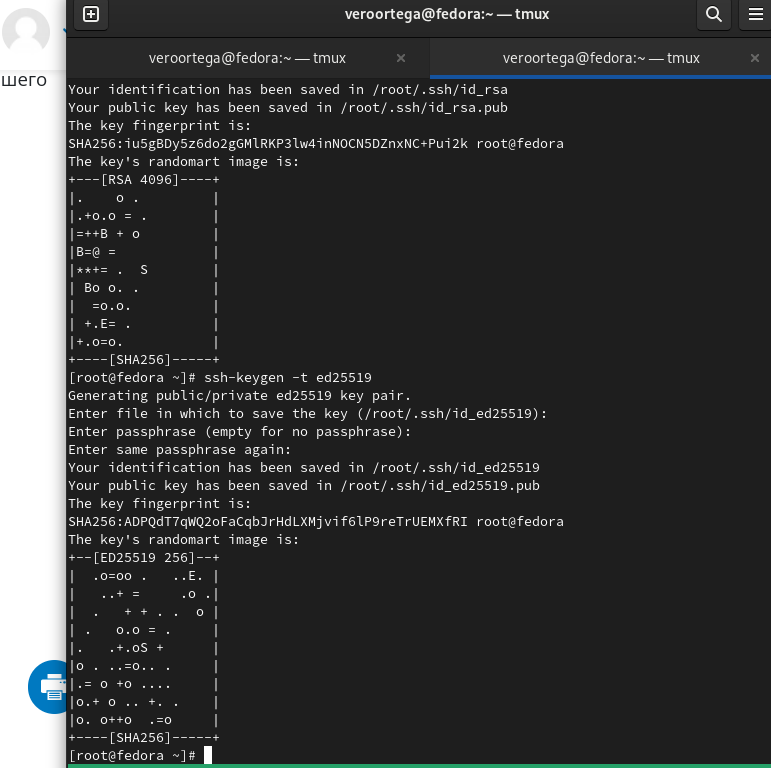 veroortega@fedora:~ — tmux
veroortega@fedora:~ — tmux
veroortega@fedora:~ — tmux
шего
Your identification has been saved in /root/.ssh/id_rsa
Your public key has been saved in /root/.ssh/id_rsa.pub
The key fingerprint is:
SHA256:iu5gBDy5z6do2gGMlRKP3lw4inNOCN5DZnxNC+Pui2k root@fedora
The key's randomart image is:
+---[RSA 4096]----+
|.    o .         |
|.+o.o = .        |
|=++B + o         |
|B=@ =            |
|**+= .  S        |
| Bo o. .         |
|  =o.o.          |
| +.E= .          |
|+.o=o.           |
+----[SHA256]-----+
[root@fedora ~]# ssh-keygen -t ed25519
Generating public/private ed25519 key pair.
Enter file in which to save the key (/root/.ssh/id_ed25519):
Enter passphrase (empty for no passphrase):
Enter same passphrase again:
Your identification has been saved in /root/.ssh/id_ed25519
Your public key has been saved in /root/.ssh/id_ed25519.pub
The key fingerprint is:
SHA256:ADPQdT7qWQ2oFaCqbJrHdLXMjvif6lP9reTrUEMXfRI root@fedora
The key's randomart image is:
+--[ED25519 256]--+
|  .o=oo .   ..E. |
|   ..+ =     .o .|
|  .   + + . .  o |
| .   o.o = .     |
|.   .+.oS +      |
|o . ..=o.. .     |
|.= o +o ....     |
|o.+ o .. +. .    |
|o. o++o  .=o     |
+----[SHA256]-----+
[root@fedora ~]#